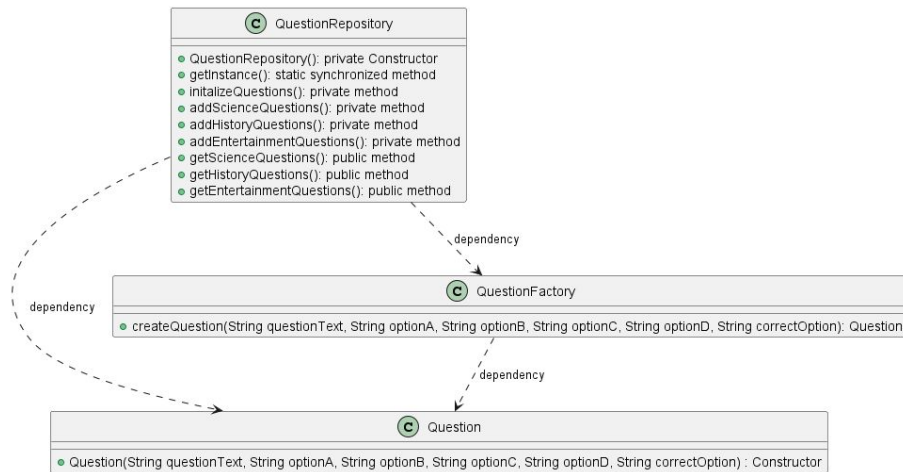 C QuestionRepository
QuestionRepository(): private Constructor
getInstance(): static synchronized method
initalizeQuestions(): private method
addScienceQuestions(): private method
addHistoryQuestions(): private method
addEntertainmentQuestions(): private method
getScienceQuestions(): public method
getHistoryQuestions(): public method
getEntertainmentQuestions(): public method
dependency
dependency
C QuestionFactory
createQuestion(String questionText, String optionA, String optionB, String optionC, String optionD, String correctOption): Question
dependency
C Question
Question(String questionText, String optionA, String optionB, String optionC, String optionD, String correctOption) : Constructor